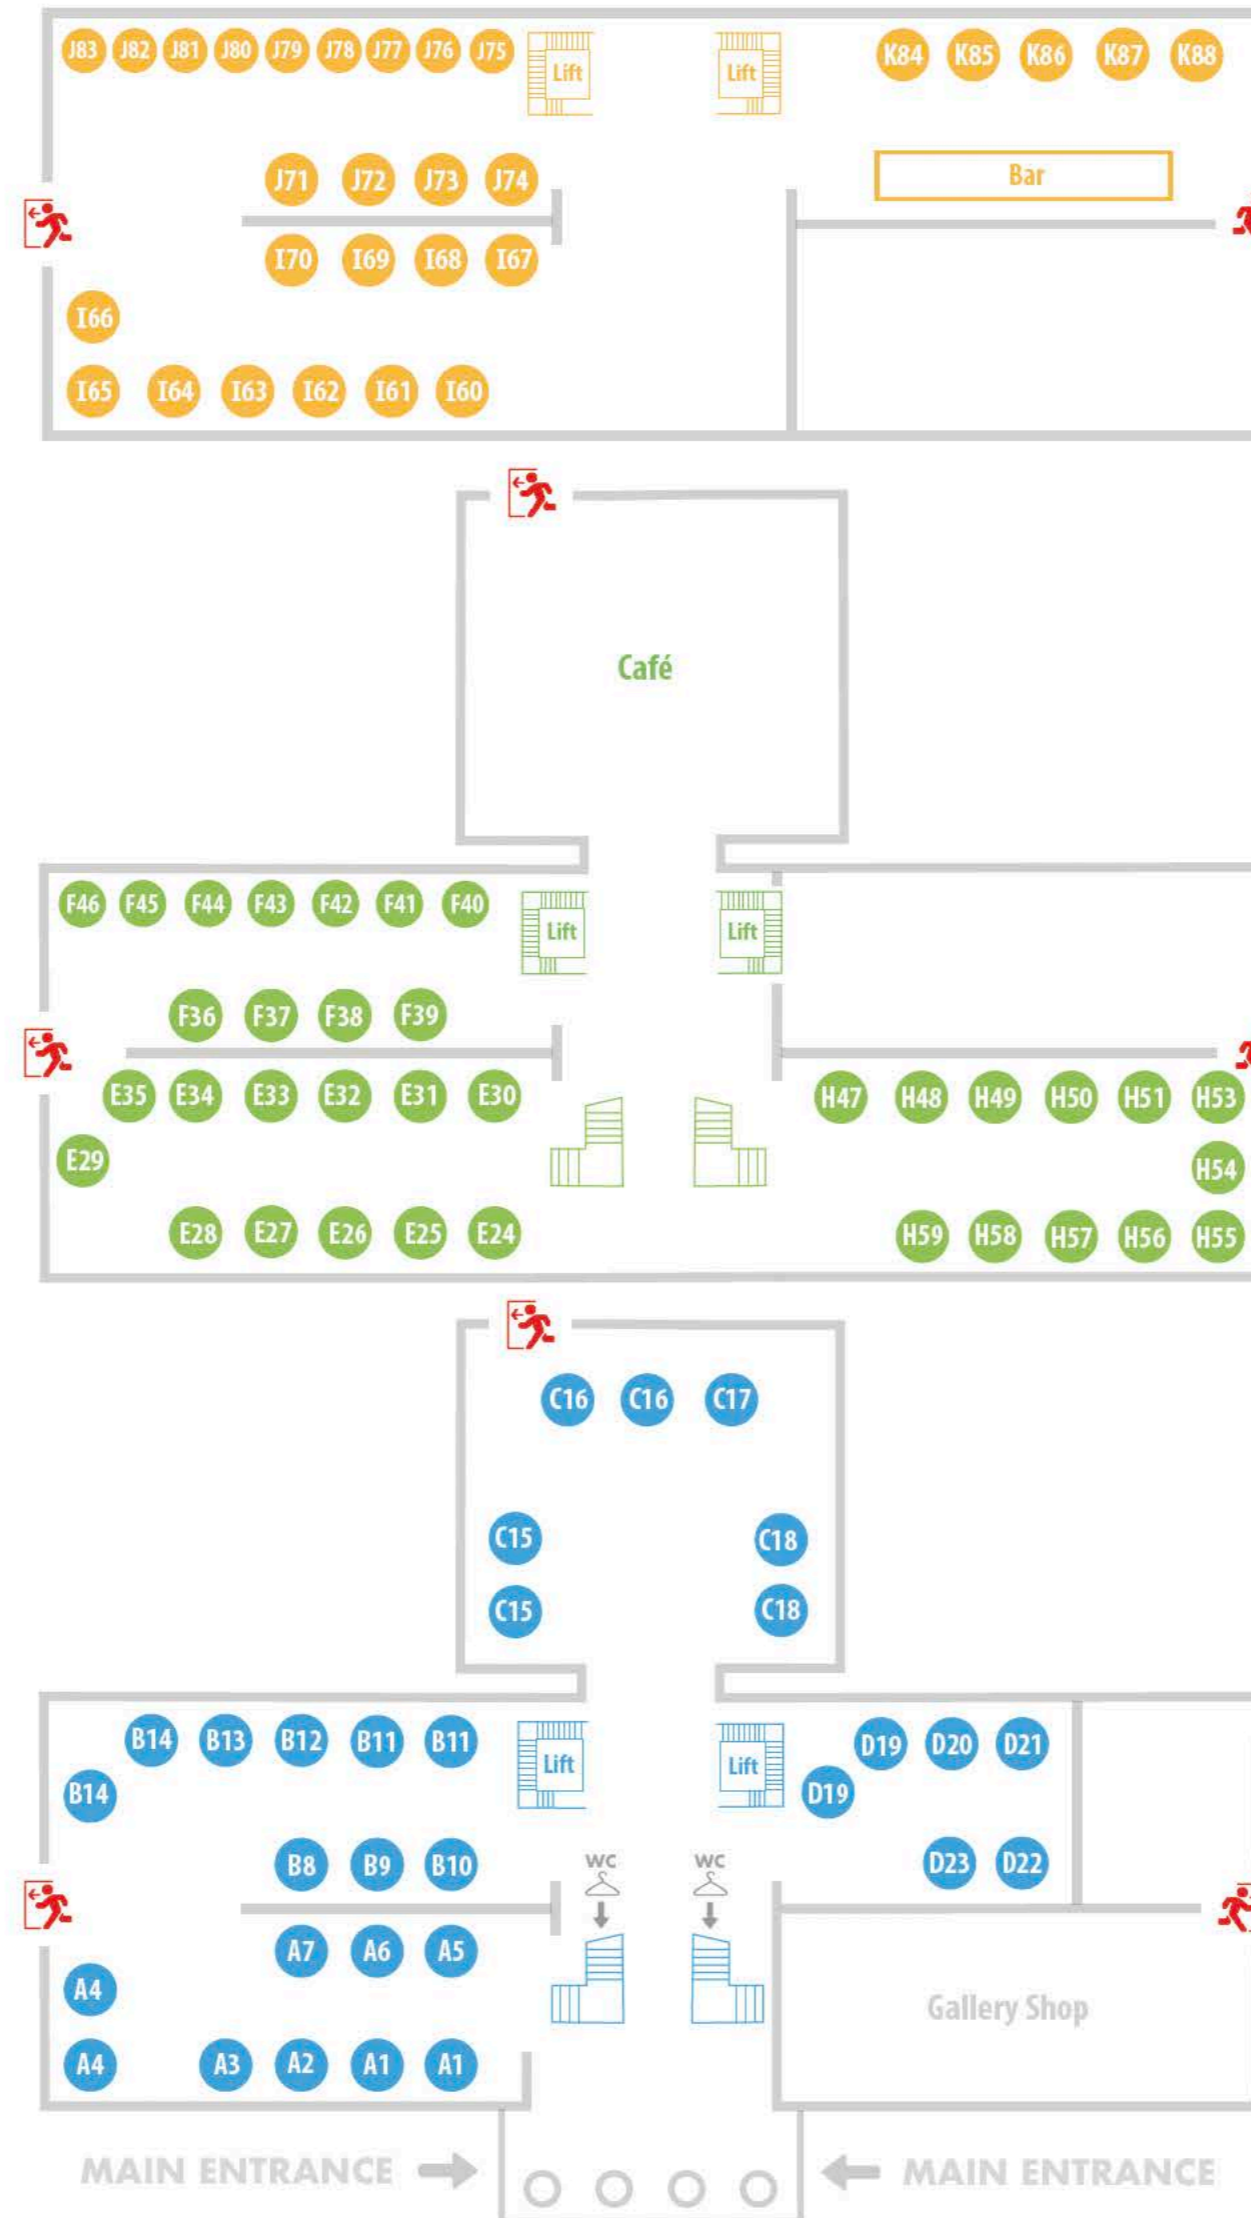 J83 J82 J81 J80 J79 J78 J77 J76 J75 Lift Lift K84 K85 K86 K87 K88
J71 J72 J73 J74 Bar
I70 I69 I68 I67
I66
I65 I64 I63 I62 I61 I60
Café
F46 F45 F44 F43 F42 F41 F40 Lift Lift
F36 F37 F38 F39
E35 E34 E33 E32 E31 E30 H47 H48 H49 H50 H51 H53
E29 H54
E28 E27 E26 E25 E24 H59 H58 H57 H56 H55
C16 C16 C17
C15 C18
C15 C18
B14 B13 B12 B11 B11 Lift Lift D19 D20 D21
B14 D19
B8 B9 B10 WC WC D23 D22
A7 A6 A5
A4 Gallery Shop
A4 A3 A2 A1 A1
MAIN ENTRANCE MAIN ENTRANCE